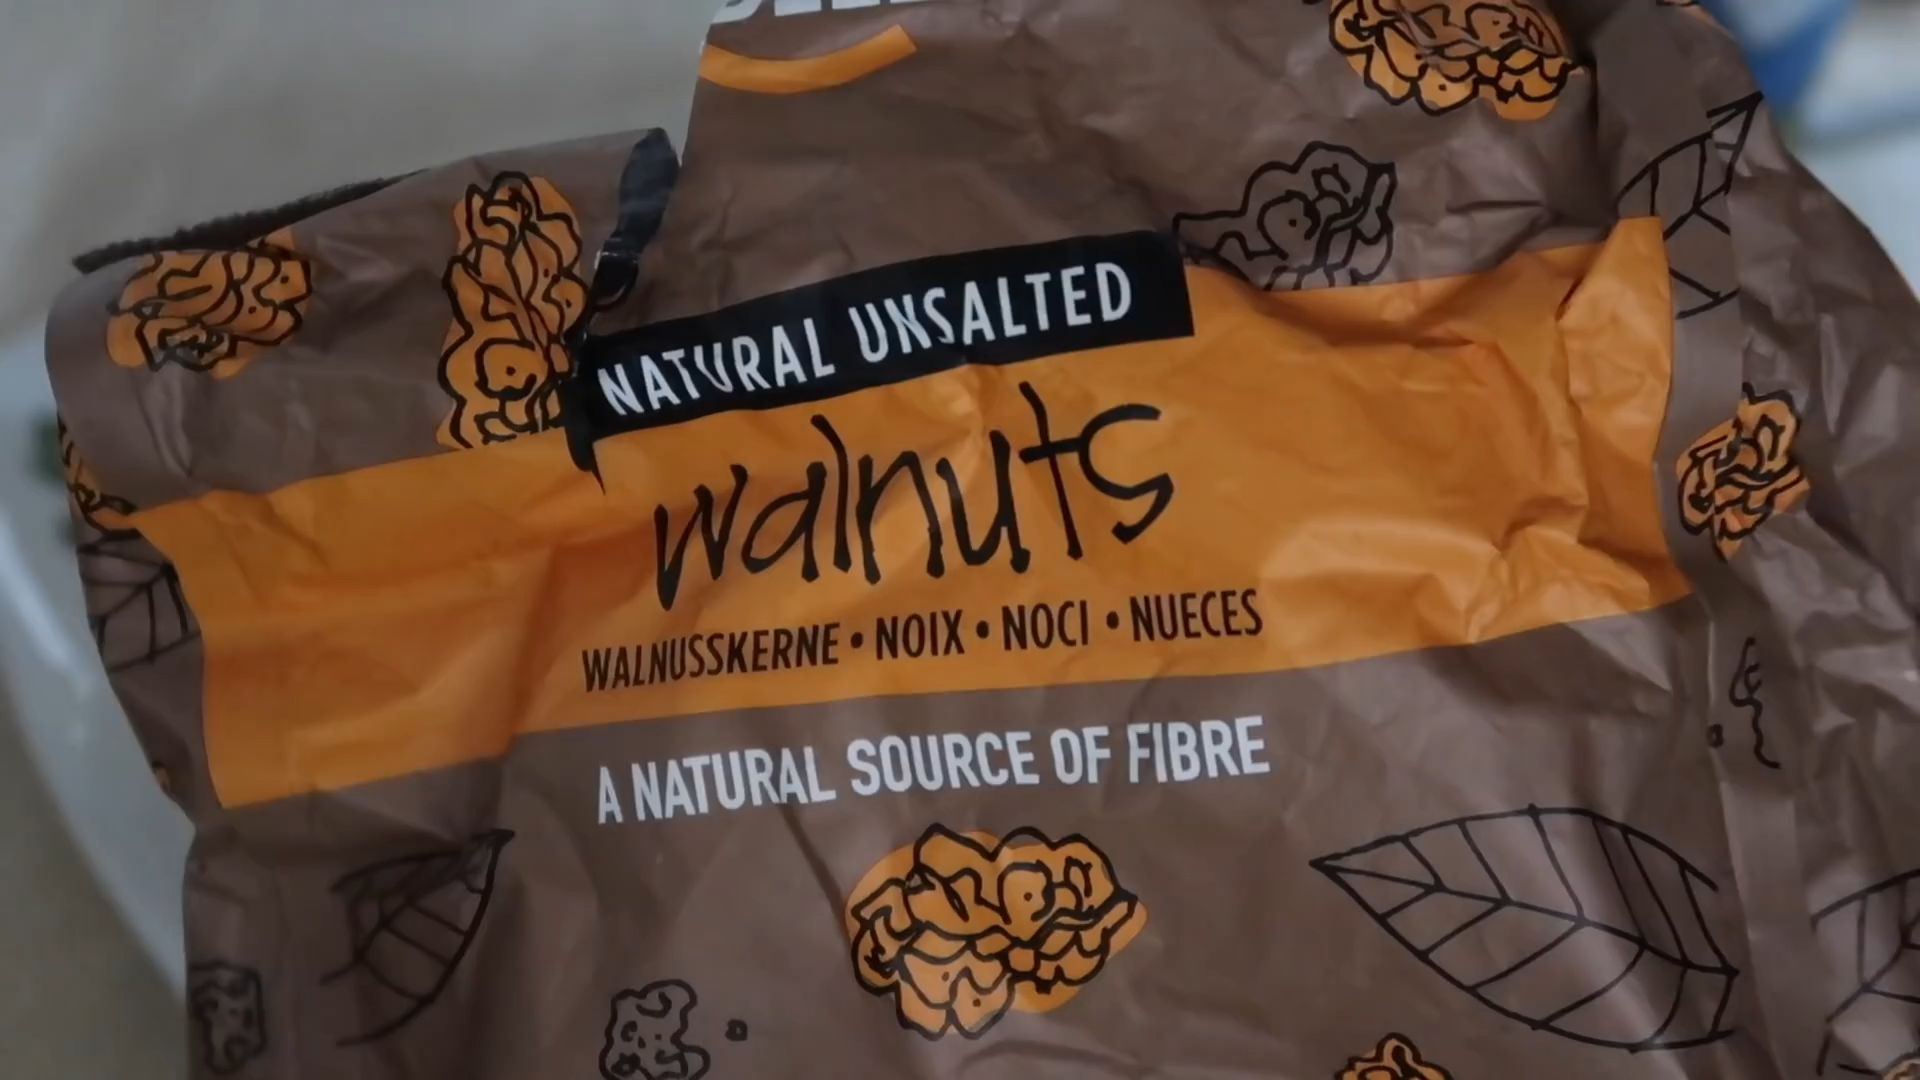 NATURAL UNSALTED
walnuts
WALNUSSKERNE • NOIX • NOCI • NUECES
A NATURAL SOURCE OF FIBRE